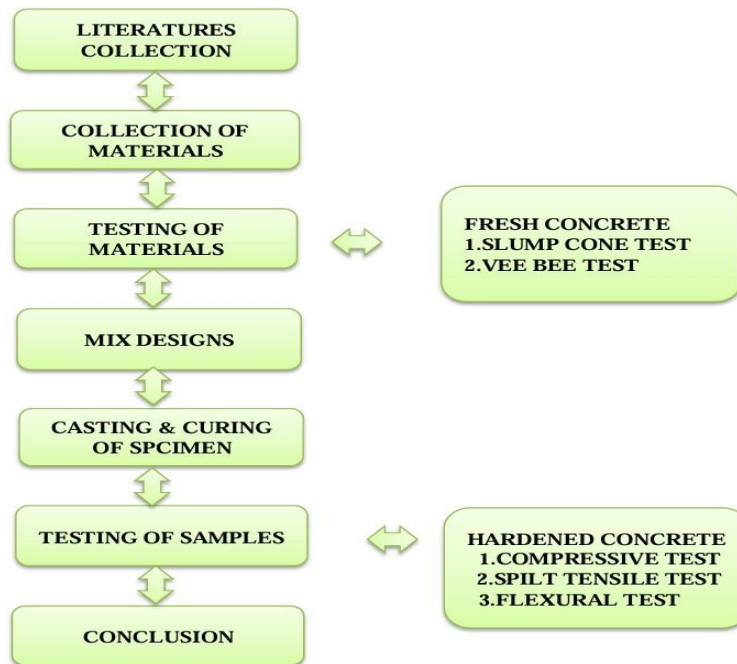 LITERATURES
COLLECTION
COLLECTION OF
MATERIALS
TESTING OF
MATERIALS
FRESH CONCRETE
1.SLUMP CONE TEST
2.VEE BEE TEST
MIX DESIGNS
CASTING & CURING
OF SPCIMEN
TESTING OF SAMPLES
HARDENED CONCRETE
1.COMPRESSIVE TEST
2.SPILT TENSILE TEST
3.FLEXURAL TEST
CONCLUSION